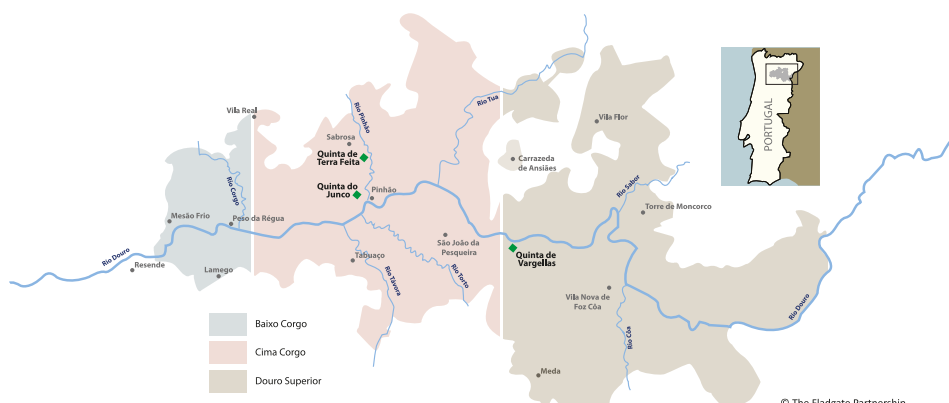 Vila Real
Rio Pinhão
Rio Tua
Sabrosa
Vila Flor
PORTUGAL
Quinta de
Terra Feita
Carrazeda
de Ansiães
Rio Corgo
Quinta do
Junco
Pinhão
Rio Sabor
Mesão Frio
Peso da Régua
Torre de Moncorco
São João da
Pesqueira
Rio Douro
Resende
Lamego
Tabuaço
Rio Távora
Rio Torto
Quinta de
Vargellas
Vila Nova de
Foz Côa
Rio Douro
Rio Côa
Baixo Corgo
Cima Corgo
Douro Superior
Meda
© The Fladgate Partnership